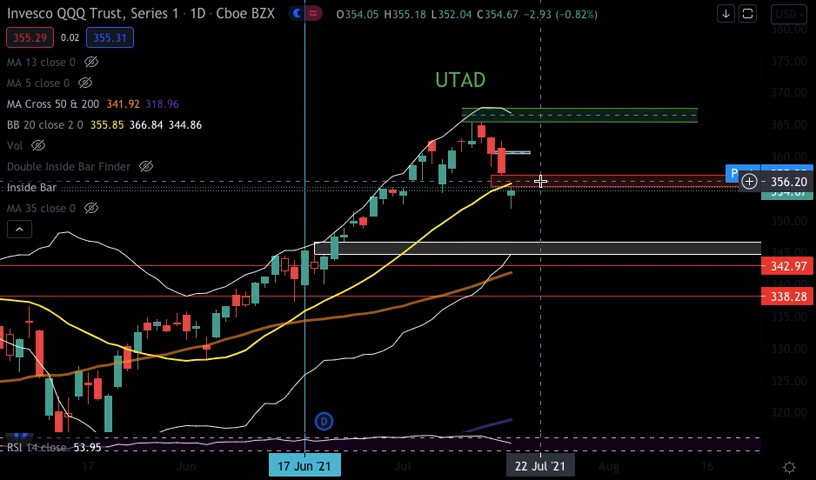 Invesco QQQ Trust, Series 1 · 1D · Cboe BZX
O354.05 H355.18 L352.04 C354.67 −2.93 (−0.82%)
USD
355.29 0.02 355.31
MA 13 close 0
MA 5 close 0
MA Cross 50 & 200 341.92 318.96
BB 20 close 2 0 355.85 366.84 344.86
Vol
Double Inside Bar Finder
Inside Bar
MA 35 close 0
UTAD
380.00
375.00
370.00
365.00
360.00
P
356.20
354.67
350.00
345.00
342.97
338.28
335.00
330.00
325.00
320.00
D
RSI 14 close 53.95
17
Jun
17 Jun '21
Jul
22 Jul '21
Aug
16